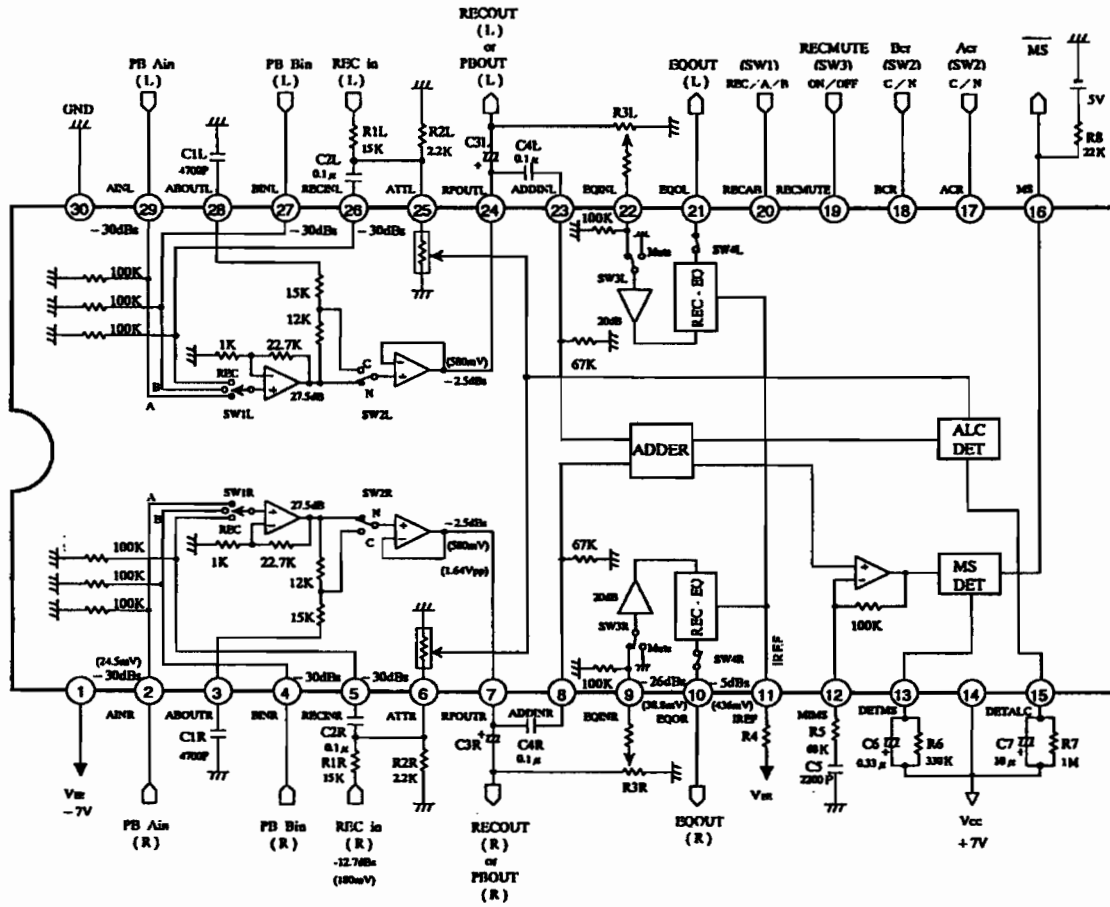 RECOUT
( L )
or
PBOUT
( L )
PB Ain
( L )
PB Bin
( L )
REC in
( L )
EQOUT
( L )
(SW1)
REC/A/B
RECMUTE
(SW3)
ON/OFF
Bcr
(SW2)
C/N
Acr
(SW2)
C/N
MS
GND
C1L
4700P
R1L
15K
C2L
0.1μ
R2L
2.2K
C3L
+
C4L
0.1μ
R3L
5V
R8
22K
AINL
ABOUTL
BINL
RECINL
ATTL
RPOUTL
ADDINL
EQINL
EQOL
RECAB
RECMUTE
BCR
ACR
MS
30
29
28
27
26
25
24
23
22
21
20
19
18
17
16
-30dBs
-30dBs
-30dBs
100K
100K
100K
15K
12K
1K
22.7K
REC
B
A
SW1L
27.5dB
C
N
SW2L
(580mV)
-2.5dBs
100K
Mute
SW3L
20dB
SW4L
REC-EQ
67K
ADDER
ALC
DET
A
B
SW1R
REC
27.5dB
SW2R
N
C
-2.5dBs
(580mV)
(1.64Vpp)
1K
22.7K
12K
15K
100K
100K
100K
67K
20dB
SW3R
Mute
REC-EQ
SW4R
100K
IREF
100K
MS
DET
(24.5mV)
-30dBs
-30dBs
-30dBs
-26dBs
(38.8mV)
-5dBs
(436mV)
1
2
3
4
5
6
7
8
9
10
11
12
13
14
15
AINR
ABOUTR
BINR
RECINR
ATTR
RPOUTR
ADDINR
EQINR
EQOR
IREF
MIMS
DETMS
DETALC
VEE
-7V
C1R
4700P
C2R
0.1μ
R1R
15K
R2R
2.2K
C3R
+
C4R
0.1μ
R3R
R4
VEE
R5
68K
C5
2200P
C6
0.33μ
+
R6
330K
C7
10μ
+
R7
1M
Vcc
+7V
PB Ain
( R )
PB Bin
( R )
REC in
( R )
-12.7dBs
(180mV)
RECOUT
( R )
or
PBOUT
( R )
EQOUT
( R )